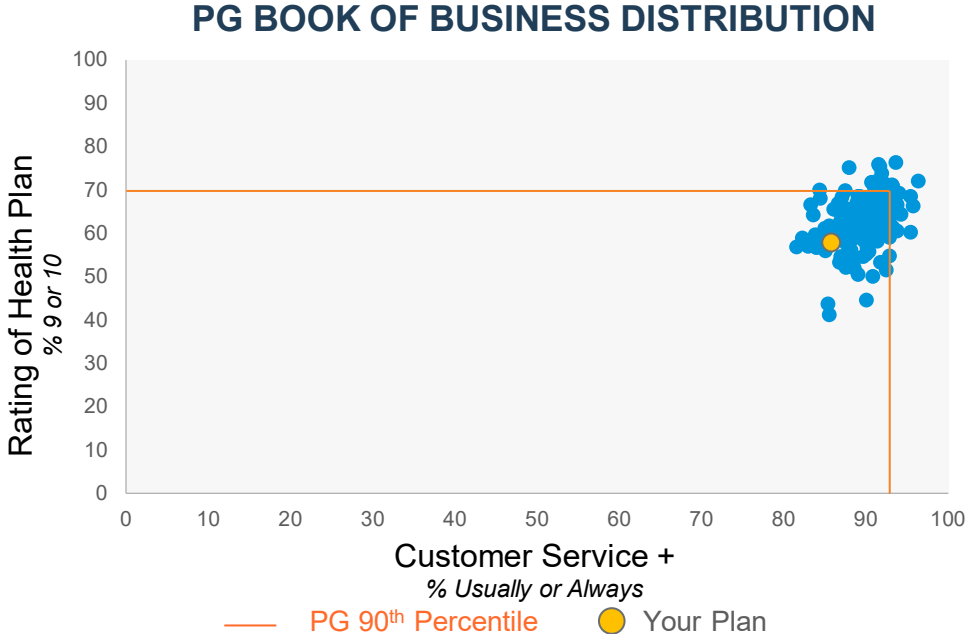 PG BOOK OF BUSINESS DISTRIBUTION
Rating of Health Plan
% 9 or 10
100
90
80
70
60
50
40
30
20
10
0
0 10 20 30 40 50 60 70 80 90 100
Customer Service +
% Usually or Always
PG 90th Percentile Your Plan